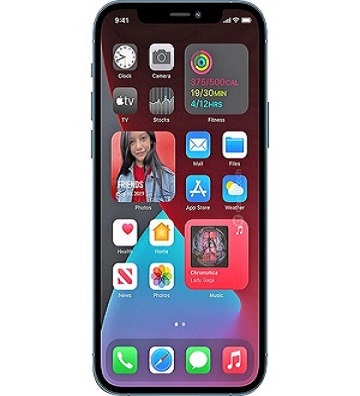 9:41
Clock
Camera
375/500CAL
19/30MIN
4/12HRS
tv
TV
Stocks
Fitness
FRIENDS
Photos
Mail
Files
App Store
Weather
Health
Home
Chromatica
Lady Gaga
News
Photos
Music